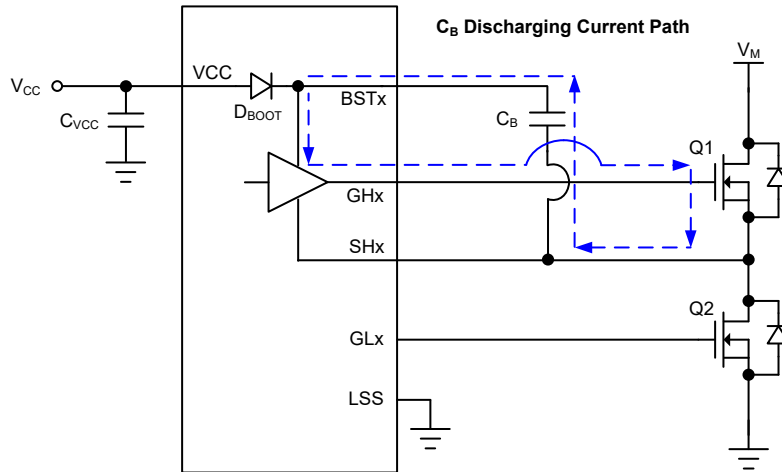 C_B Discharging Current Path
V_M
V_CC
VCC
D_BOOT
BSTx
C_VCC
C_B
Q1
GHx
SHx
Q2
GLx
LSS